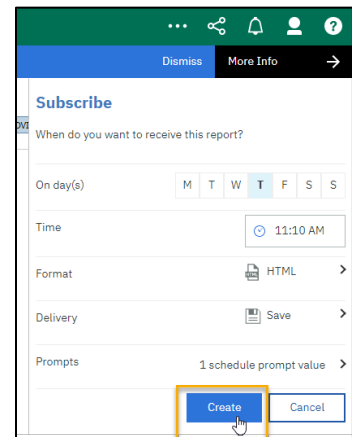 ... ?
Dismiss More Info →
Subscribe
When do you want to receive this report?
On day(s) M T W T F S S
Time 11:10 AM
Format HTML
Delivery Save
Prompts 1 schedule prompt value
Create Cancel